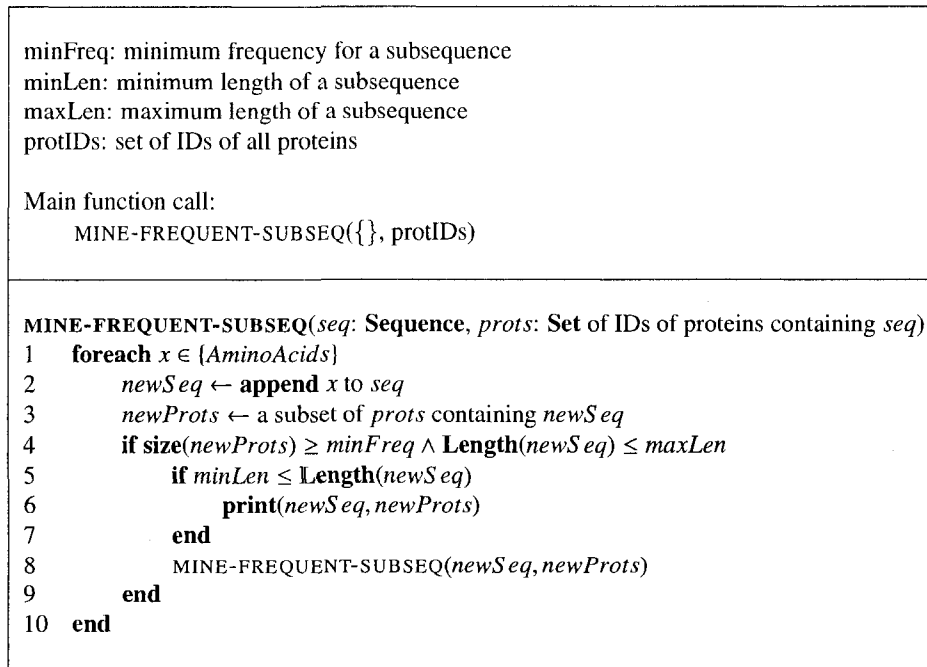 minFreq: minimum frequency for a subsequence
minLen: minimum length of a subsequence
maxLen: maximum length of a subsequence
protIDs: set of IDs of all proteins
Main function call:
MINE-FREQUENT-SUBSEQ({}, protIDs)
MINE-FREQUENT-SUBSEQ(seq: Sequence, prots: Set of IDs of proteins containing seq)
1 foreach x ∈ {AminoAcids}
2 newSeq ← append x to seq
3 newProts ← a subset of prots containing newSeq
4 if size(newProts) ≥ minFreq ∧ Length(newSeq) ≤ maxLen
5 if minLen ≤ Length(newSeq)
6 print(newSeq, newProts)
7 end
8 MINE-FREQUENT-SUBSEQ(newSeq, newProts)
9 end
10 end